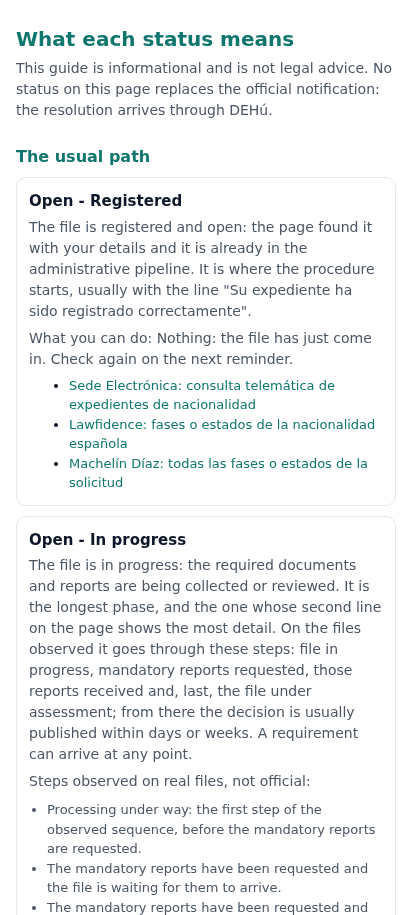 What each status means
This guide is informational and is not legal advice. No
status on this page replaces the official notification:
the resolution arrives through DEHú.
The usual path
Open - Registered
The file is registered and open: the page found it
with your details and it is already in the
administrative pipeline. It is where the procedure
starts, usually with the line "Su expediente ha
sido registrado correctamente".
What you can do: Nothing: the file has just come
in. Check again on the next reminder.
• Sede Electrónica: consulta telemática de
expedientes de nacionalidad
• Lawfidence: fases o estados de la nacionalidad
española
• Machelín Díaz: todas las fases o estados de la
solicitud
Open - In progress
The file is in progress: the required documents
and reports are being collected or reviewed. It is
the longest phase, and the one whose second line
on the page shows the most detail. On the files
observed it goes through these steps: file in
progress, mandatory reports requested, those
reports received and, last, the file under
assessment; from there the decision is usually
published within days or weeks. A requirement
can arrive at any point.
Steps observed on real files, not official:
• Processing under way: the first step of the
observed sequence, before the mandatory reports
are requested.
• The mandatory reports have been requested and
the file is waiting for them to arrive.
• The mandatory reports have been requested and